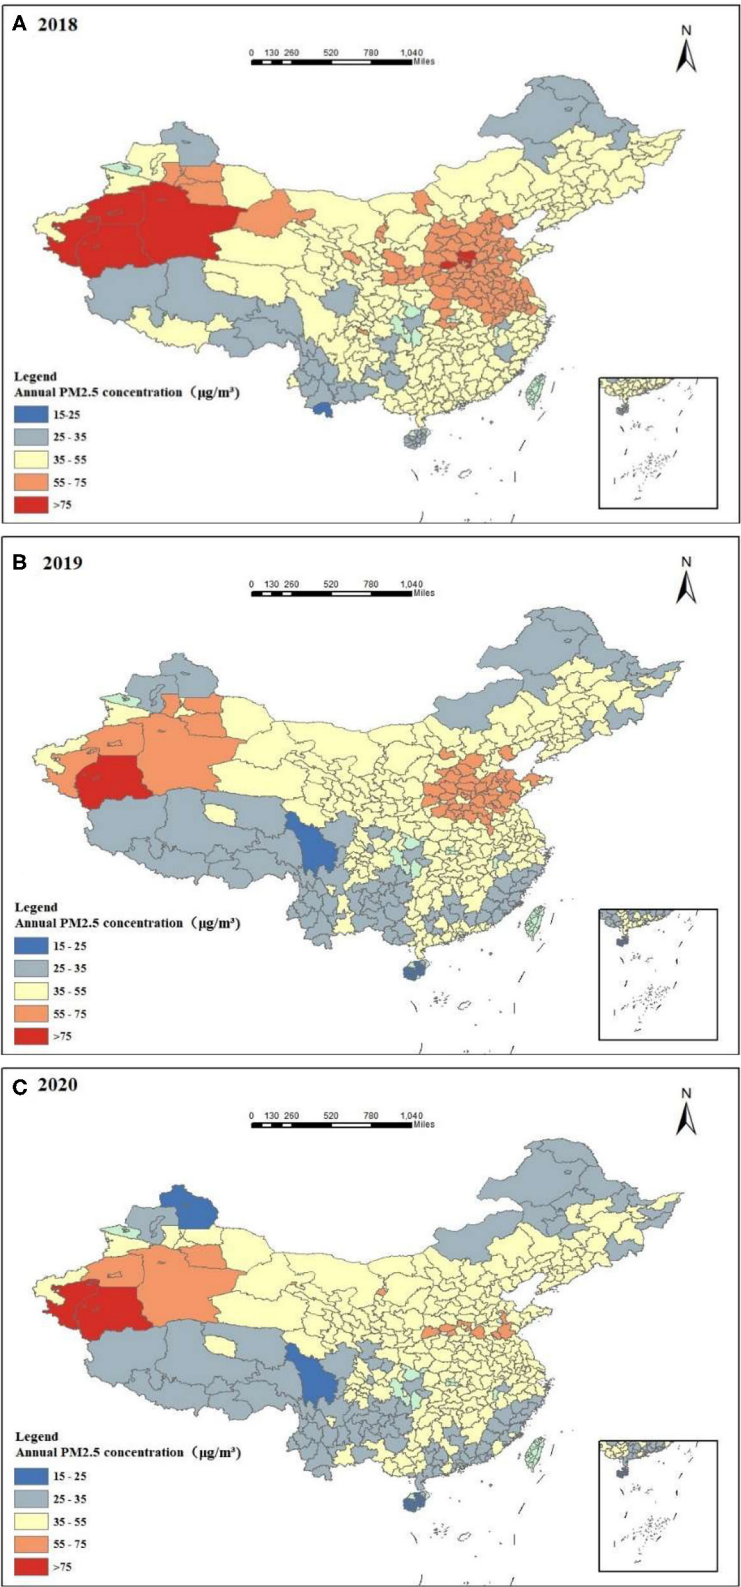 A 2018
N
0 130 260 520 780 1,040
Miles
Legend
Annual PM2.5 concentration（μg/m³）
15-25
25 - 35
35 - 55
55 - 75
>75
B 2019
N
0 130 260 520 780 1,040
Miles
Legend
Annual PM2.5 concentration（μg/m³）
15 - 25
25 - 35
35 - 55
55 - 75
>75
C 2020
N
0 130 260 520 780 1,040
Miles
Legend
Annual PM2.5 concentration（μg/m³）
15 - 25
25 - 35
35 - 55
55 - 75
>75